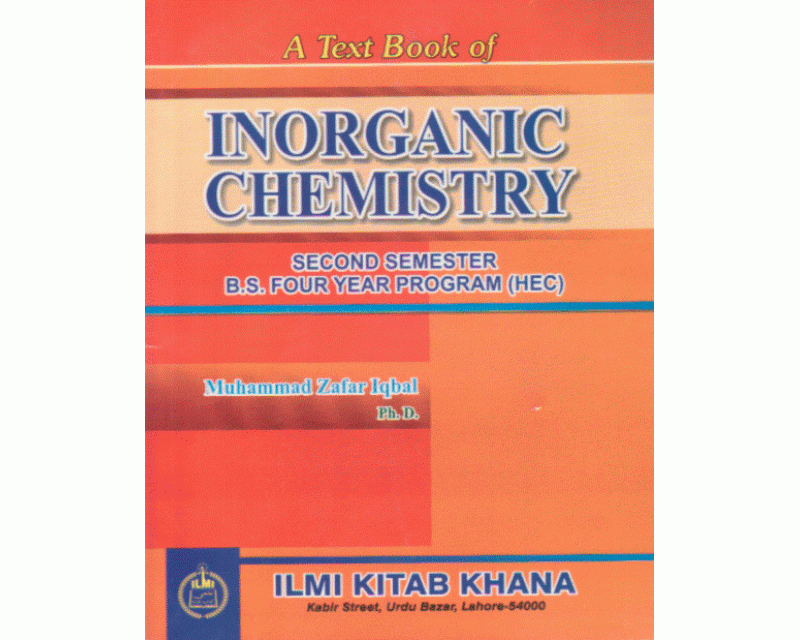 A Text Book of
INORGANIC
CHEMISTRY
SECOND SEMESTER
B.S. FOUR YEAR PROGRAM (HEC)
Muhammad Zafar Iqbal
Ph. D.
ILMI
ILMI KITAB KHANA
Kabir Street, Urdu Bazar, Lahore-54000